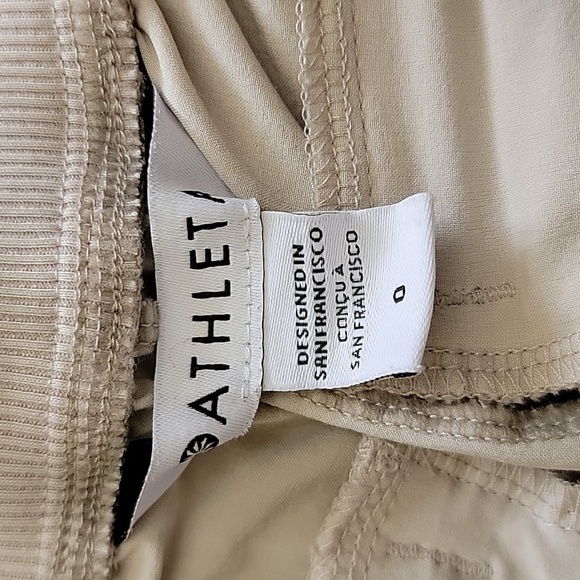 ATHLETA
DESIGNED IN
SAN FRANCISCO
CONÇU À
SAN FRANCISCO
0